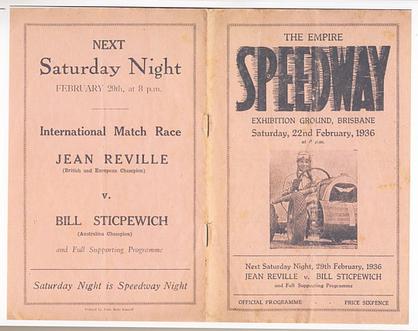 NEXT
Saturday Night
FEBRUARY 29th, at 8 p.m.
International Match Race
JEAN REVILLE
(British and European Champion)
v.
BILL STICPEWICH
(Australian Champion)
and Full Supporting Programme
Saturday Night is Speedway Night
THE EMPIRE
SPEEDWAY
EXHIBITION GROUND, BRISBANE
Saturday, 22nd February, 1936
at 8 p.m.
Next Saturday Night, 29th February, 1936
JEAN REVILLE v. BILL STICPEWICH
and Full Supporting Programme
OFFICIAL PROGRAMME - PRICE SIXPENCE